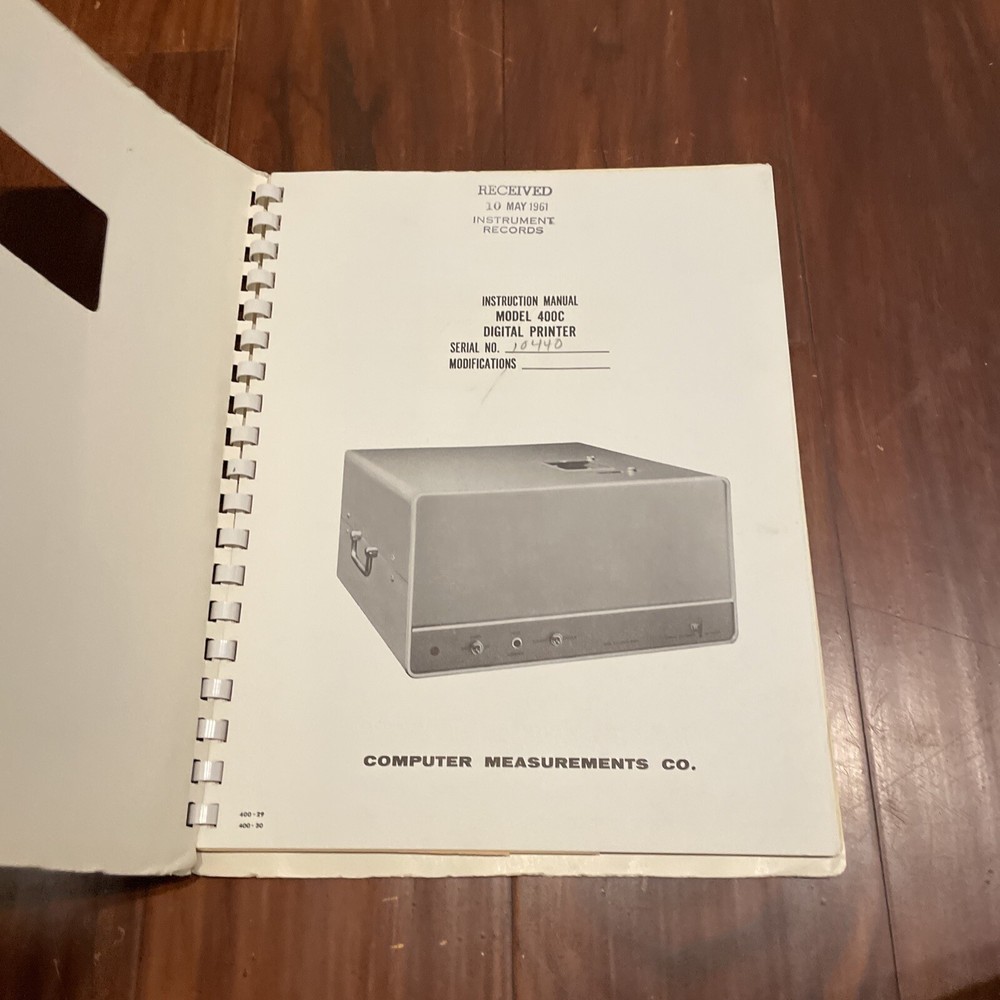 RECEIVED
10 MAY 1961
INSTRUMENT
RECORDS
INSTRUCTION MANUAL
MODEL 400C
DIGITAL PRINTER
SERIAL NO. 10440
MODIFICATIONS
COMPUTER MEASUREMENTS CO.
400-29
400-30